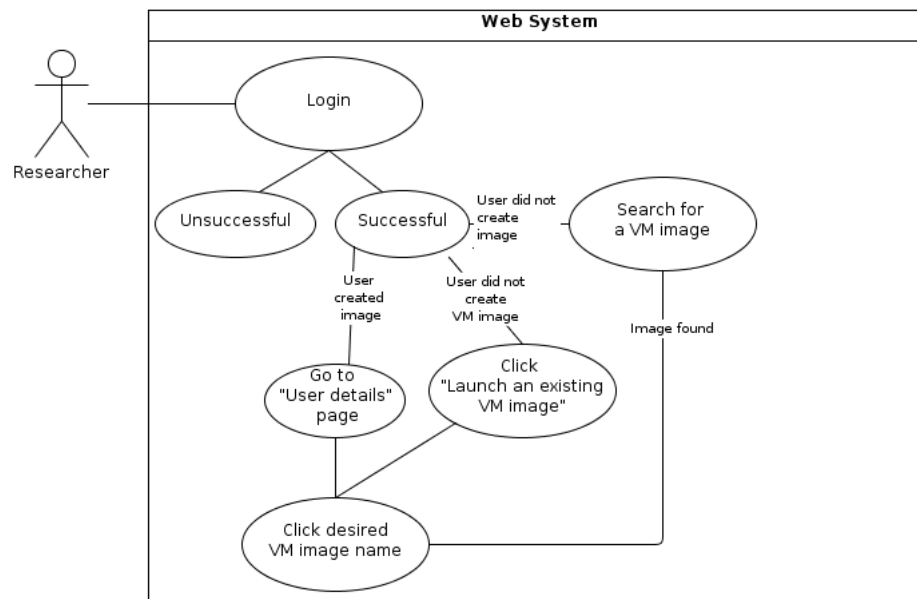 Web System
Login
Researcher
Unsuccessful
Successful
User did not
create
image
Search for
a VM image
User
created
image
User did not
create
VM image
Image found
Go to
"User details"
page
Click
"Launch an existing
VM image"
Click desired
VM image name